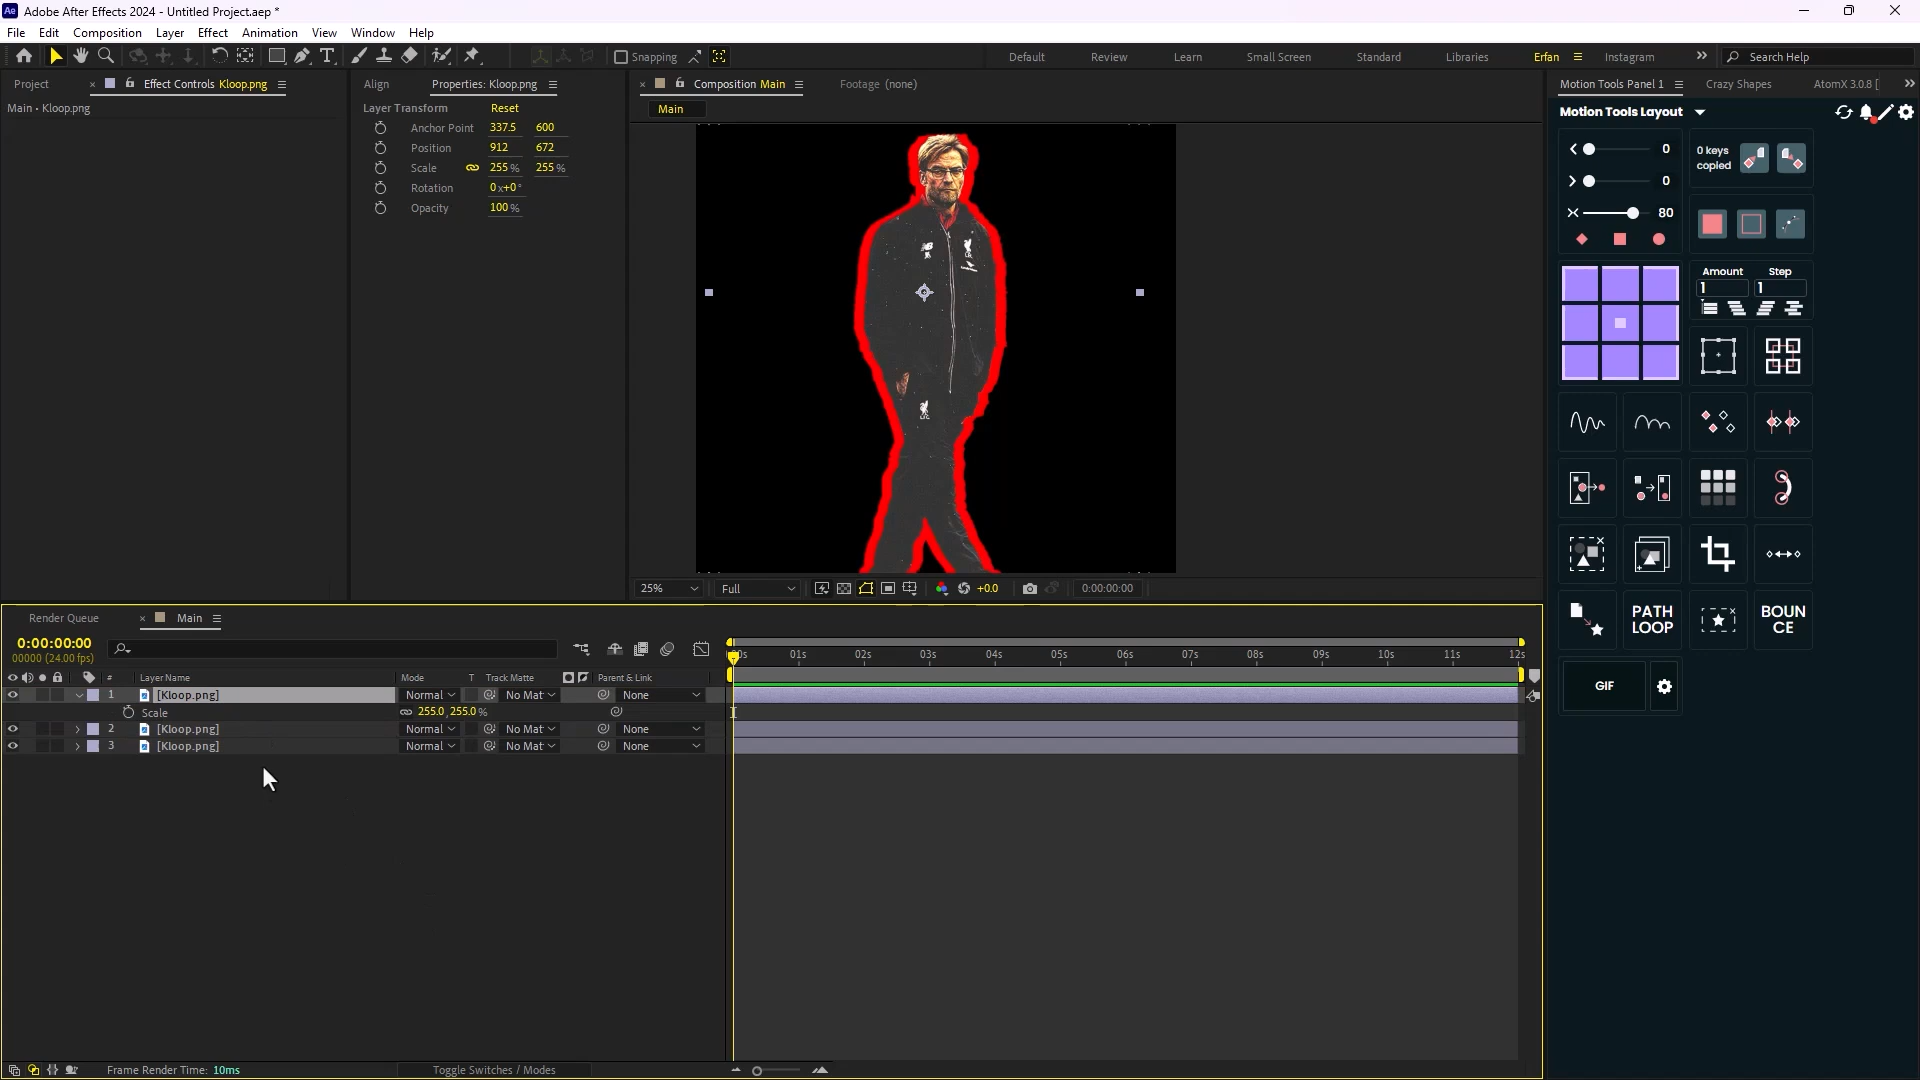 Ae Adobe After Effects 2024 - Untitled Project.aep *
File Edit Composition Layer Effect Animation View Window Help
Snapping
Default Review Learn Small Screen Standard Libraries Erfan Instagram Search Help
Project Effect Controls Kloop.png
Main • Kloop.png
Align Properties: Kloop.png
Layer Transform Reset
Anchor Point 337.5 600
Position 912 672
Scale 255 % 255 %
Rotation 0x+0°
Opacity 100 %
Composition Main Footage (none)
Main
25% Full +0.0 0:00:00:00
Motion Tools Panel 1 Crazy Shapes AtomX 3.0.8 [
Motion Tools Layout
0
0
80
0 keys
copied
Amount Step
1 1
PATH
LOOP
BOUN
CE
GIF
Render Queue Main
0:00:00:00
00000 (24.00 fps)
# Layer Name Mode T Track Matte Parent & Link
1 [Kloop.png] Normal No Mat None
Scale 255.0,255.0 %
2 [Kloop.png] Normal No Mat None
3 [Kloop.png] Normal No Mat None
01s 02s 03s 04s 05s 06s 07s 08s 09s 10s 11s 12s
Frame Render Time: 10ms Toggle Switches / Modes